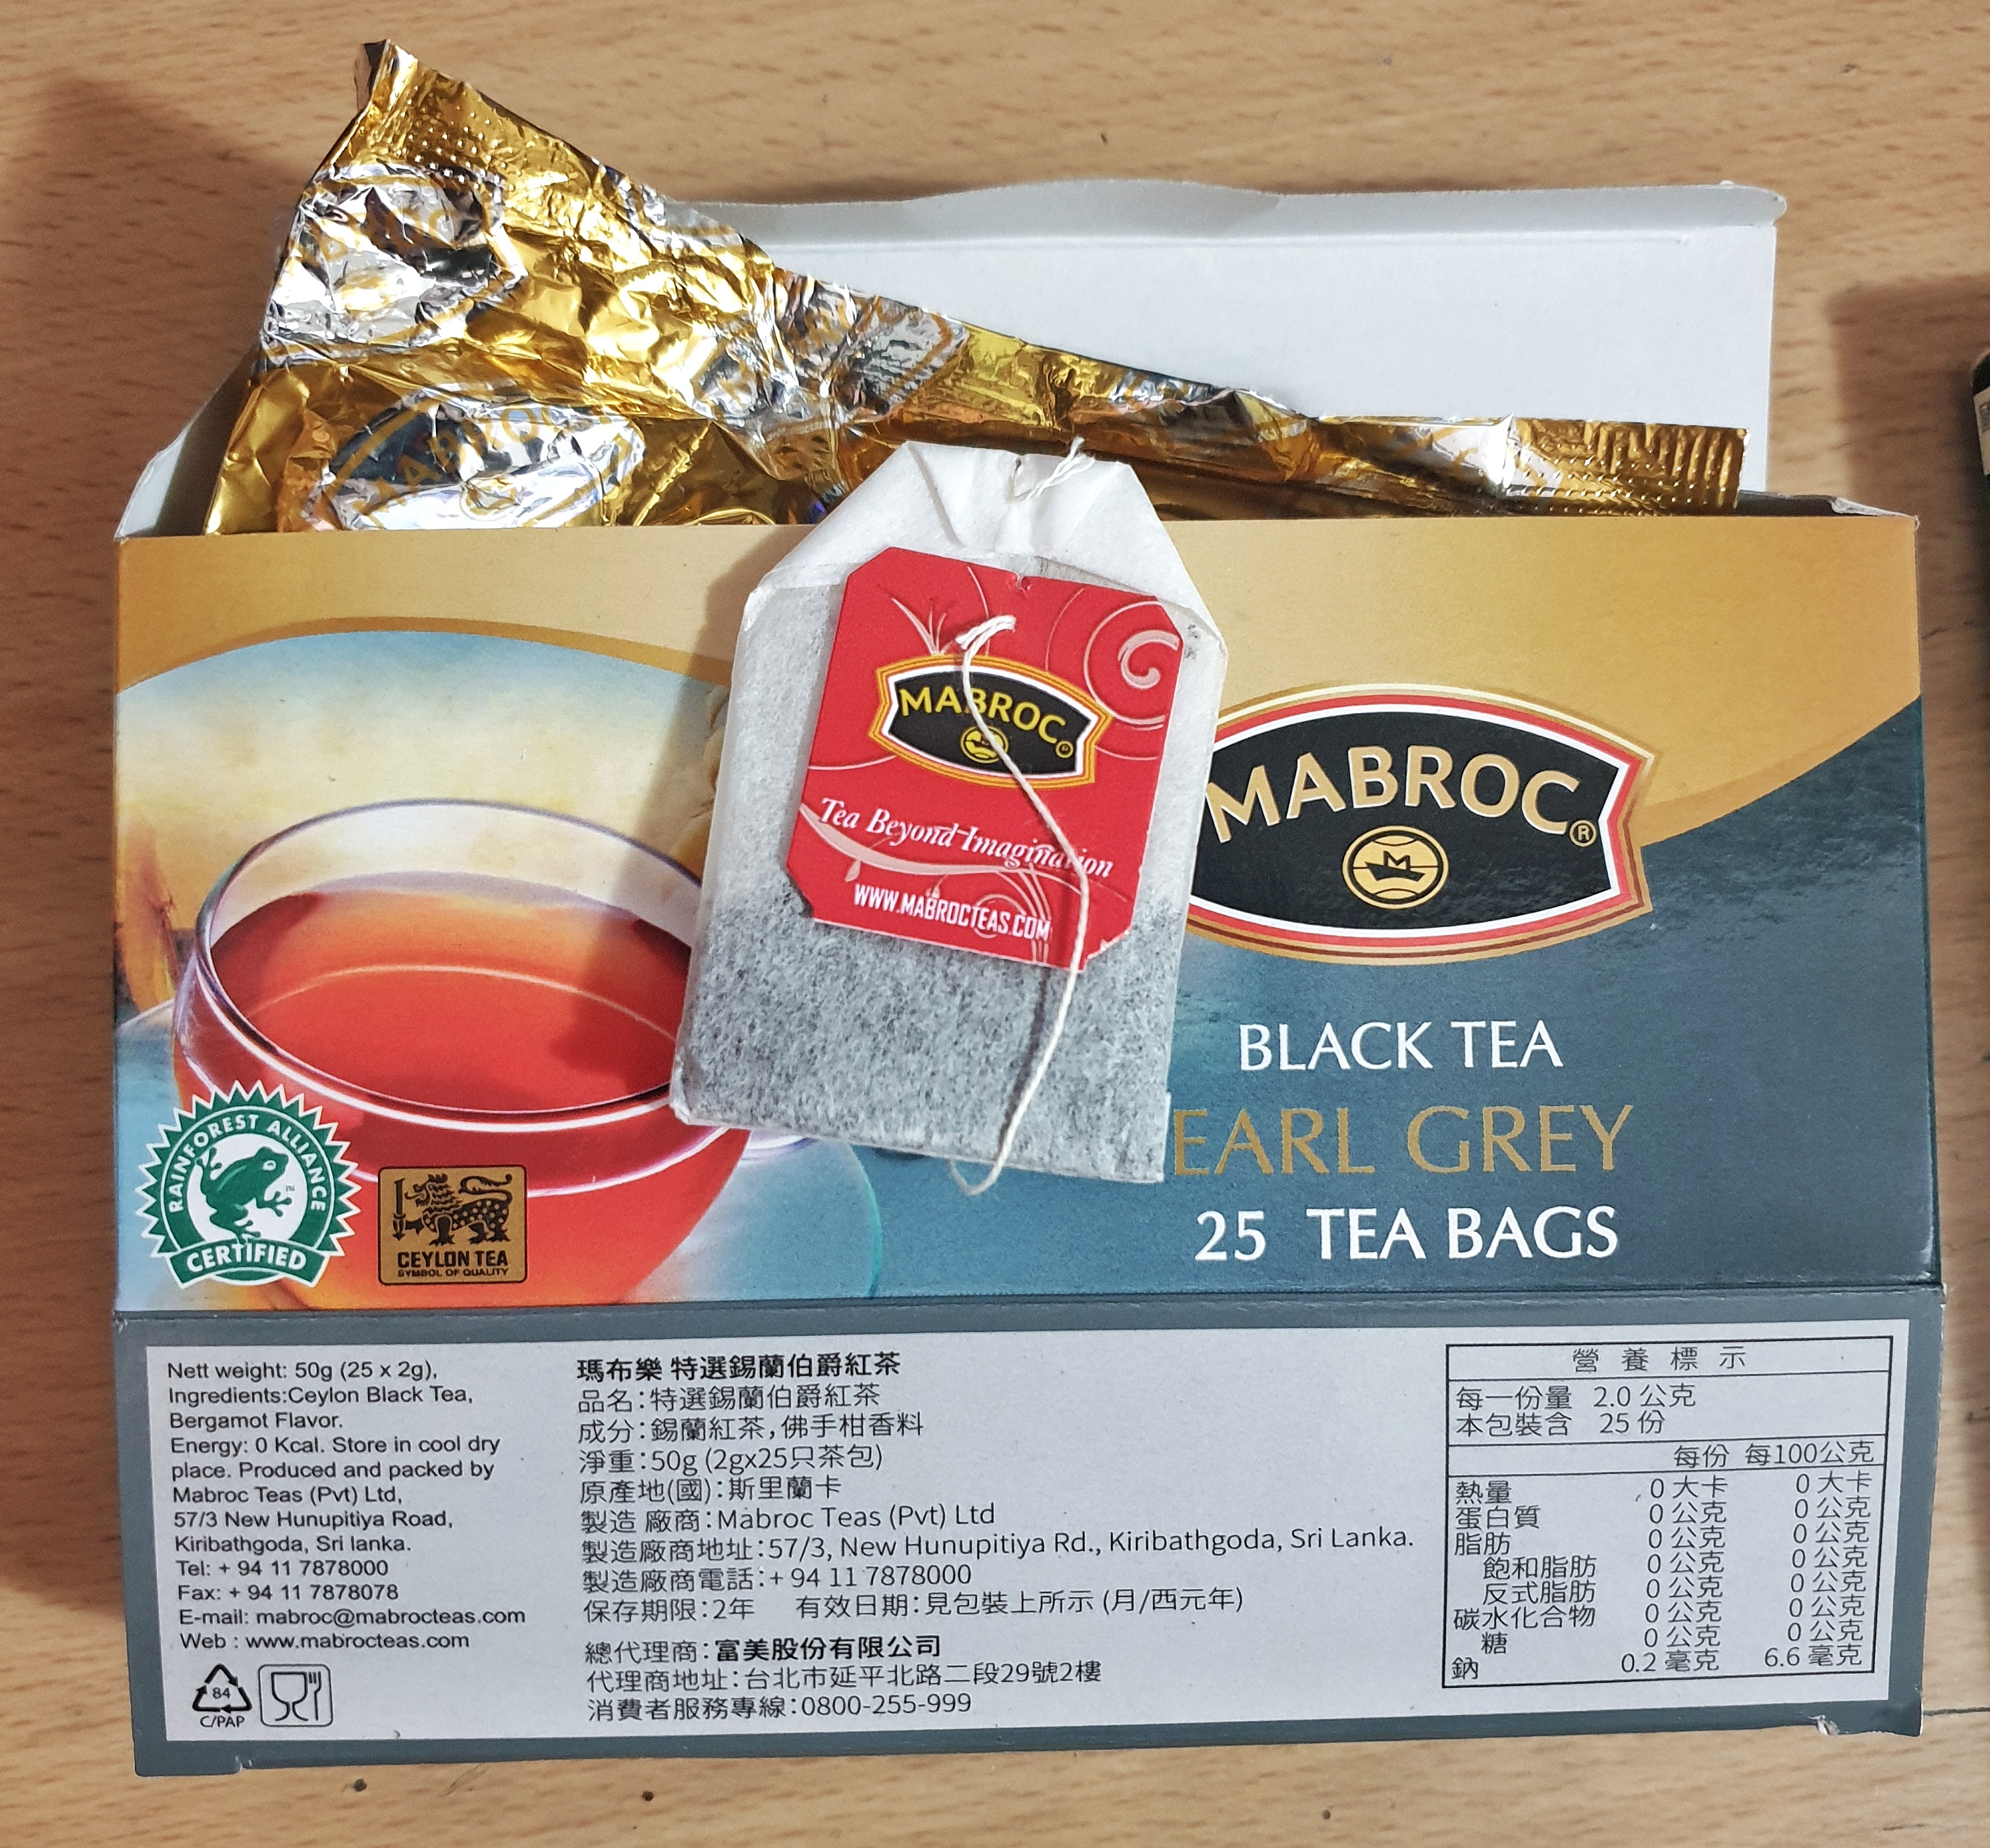 MABROC
MABROC®
Tea Beyond Imagination
WWW.MABROCTEAS.COM
MABROC®
M
BLACK TEA
EARL GREY
25 TEA BAGS
RAINFOREST ALLIANCE
CERTIFIED
CEYLON TEA
SYMBOL OF QUALITY
Nett weight: 50g (25 x 2g),
Ingredients:Ceylon Black Tea,
Bergamot Flavor.
Energy: 0 Kcal. Store in cool dry
place. Produced and packed by
Mabroc Teas (Pvt) Ltd,
57/3 New Hunupitiya Road,
Kiribathgoda, Sri lanka.
Tel: + 94 11 7878000
Fax: + 94 11 7878078
E-mail: mabroc@mabrocteas.com
Web : www.mabrocteas.com
84
C/PAP
瑪布樂 特選錫蘭伯爵紅茶
品名:特選錫蘭伯爵紅茶
成分:錫蘭紅茶,佛手柑香料
淨重:50g (2gx25只茶包)
原產地(國):斯里蘭卡
製造 廠商:Mabroc Teas (Pvt) Ltd
製造廠商地址:57/3, New Hunupitiya Rd., Kiribathgoda, Sri Lanka.
製造廠商電話:+ 94 11 7878000
保存期限:2年 有效日期:見包裝上所示 (月/西元年)
總代理商:富美股份有限公司
代理商地址:台北市延平北路二段29號2樓
消費者服務專線:0800-255-999
營養標示
每一份量 2.0 公克
本包裝含 25 份
每份 每100公克
熱量 0 大卡 0 大卡
蛋白質 0 公克 0 公克
脂肪 0 公克 0 公克
飽和脂肪 0 公克 0 公克
反式脂肪 0 公克 0 公克
碳水化合物 0 公克 0 公克
糖 0 公克 0 公克
鈉 0.2 毫克 6.6 毫克